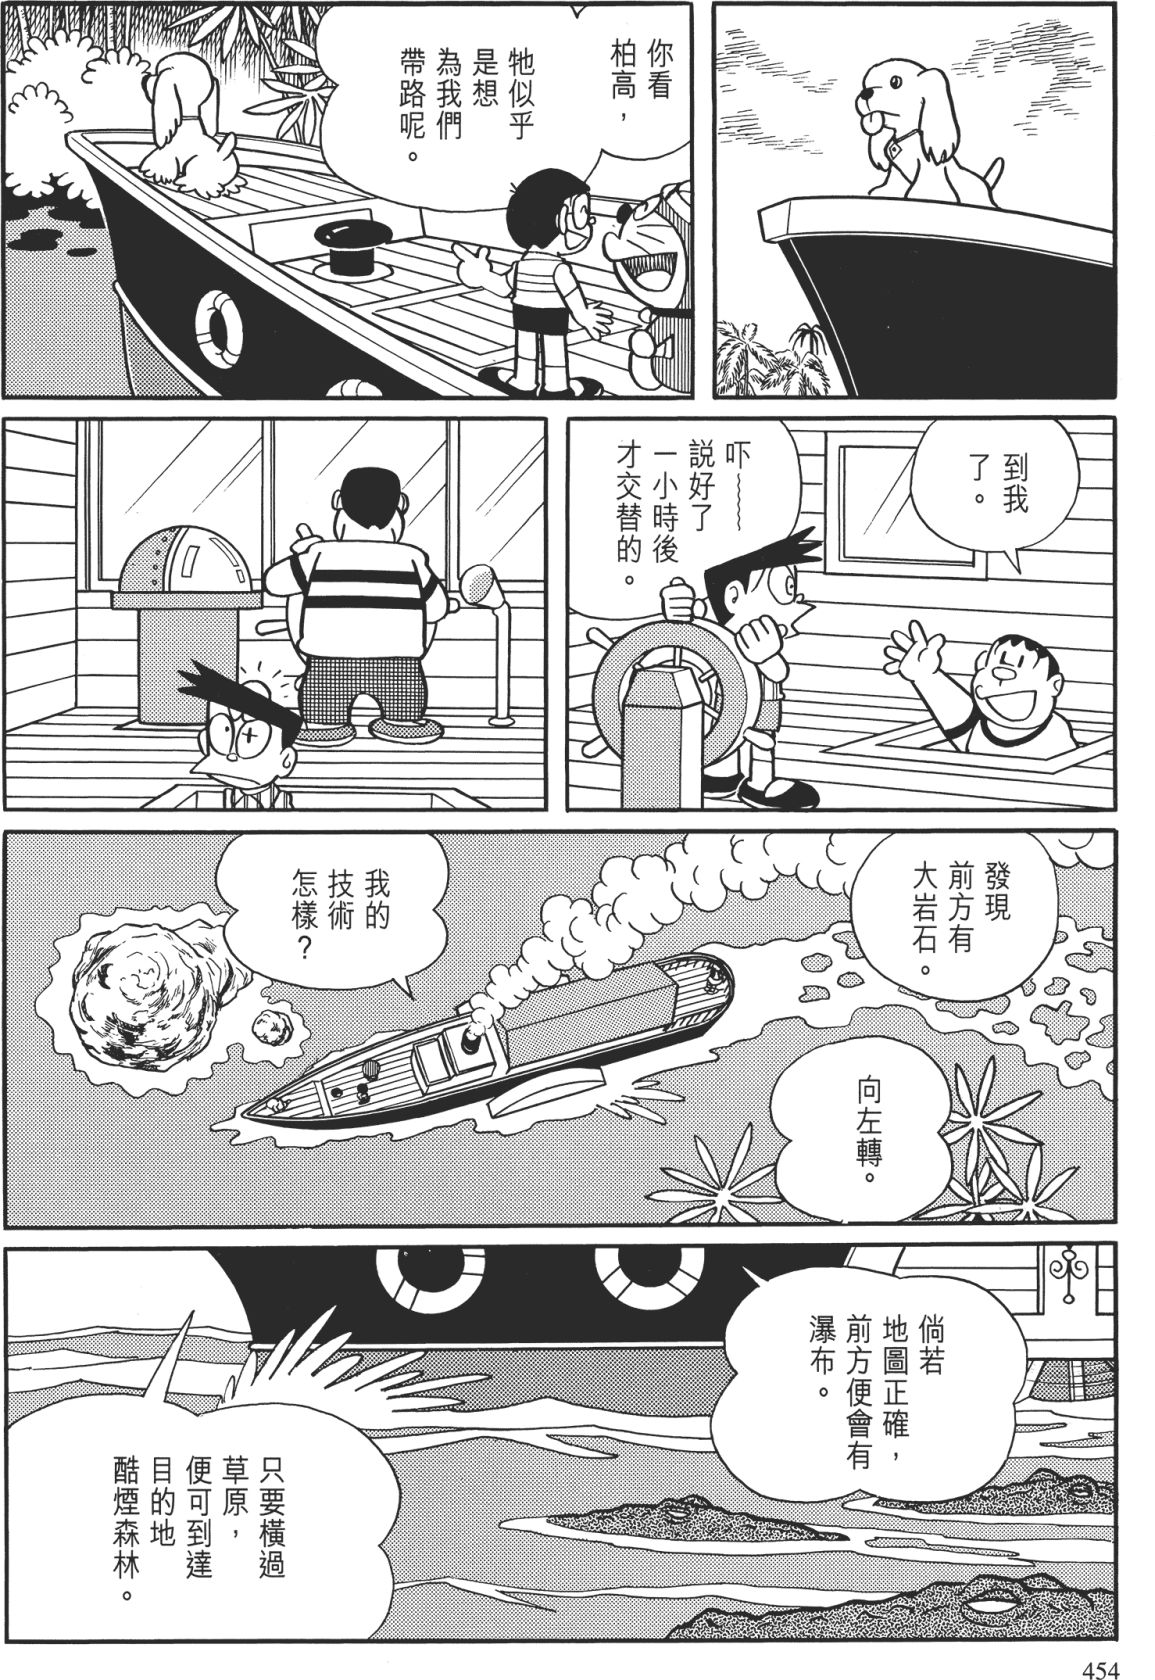 你看
柏高，
牠似乎
是想
為我們
帶路呢。
到我
了。
吓~~~
説好了
一小時後
才交替的。
發現
前方有
大岩石。
向左轉。
我的
技術
怎樣？
倘若
地圖正確，
前方便會有
瀑布。
只要橫過
草原，
便可到達
目的地
酷煙森林。
454